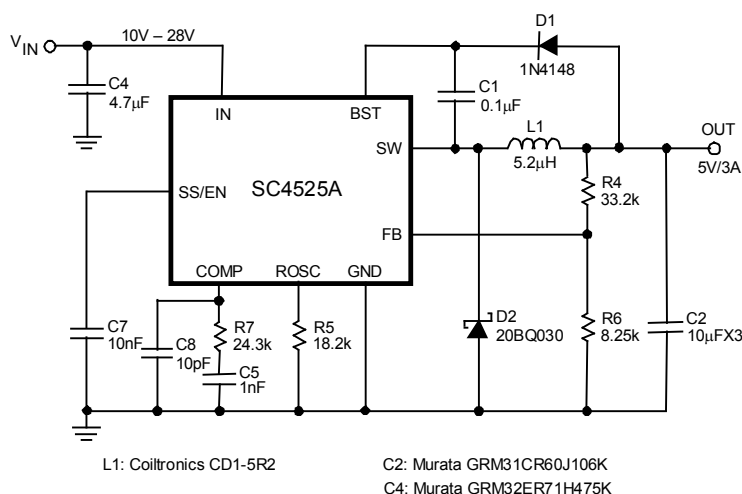 V IN
10V – 28V
D1
1N4148
C4
4.7µF
C1
0.1µF
IN
BST
L1
5.2µH
OUT
5V/3A
SW
SS/EN
SC4525A
R4
33.2k
FB
COMP
ROSC
GND
C7
10nF
C8
10pF
R7
24.3k
C5
1nF
R5
18.2k
D2
20BQ030
R6
8.25k
C2
10µFX3
L1: Coiltronics CD1-5R2
C2: Murata GRM31CR60J106K
C4: Murata GRM32ER71H475K